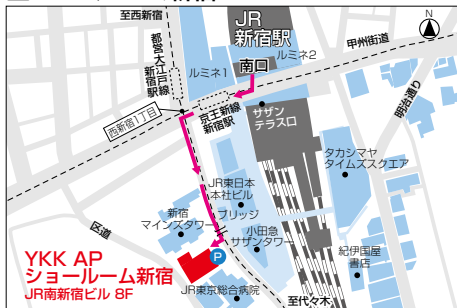 至西新宿
JR
新宿駅
南口
ルミネ1
ルミネ2
甲州街道
明治通り
都営大江戸線
新宿駅
西新宿1丁目
京王新線
新宿駅
サザン
テラス口
タカシマヤ
タイムズスクエア
JR東日本
本社ビル
新宿
マインズタワー
ブリッジ
小田急
サザンタワー
区道
紀伊国屋
書店
P
YKK AP
ショールーム新宿
JR南新宿ビル 8F
JR東京総合病院
至代々木
N